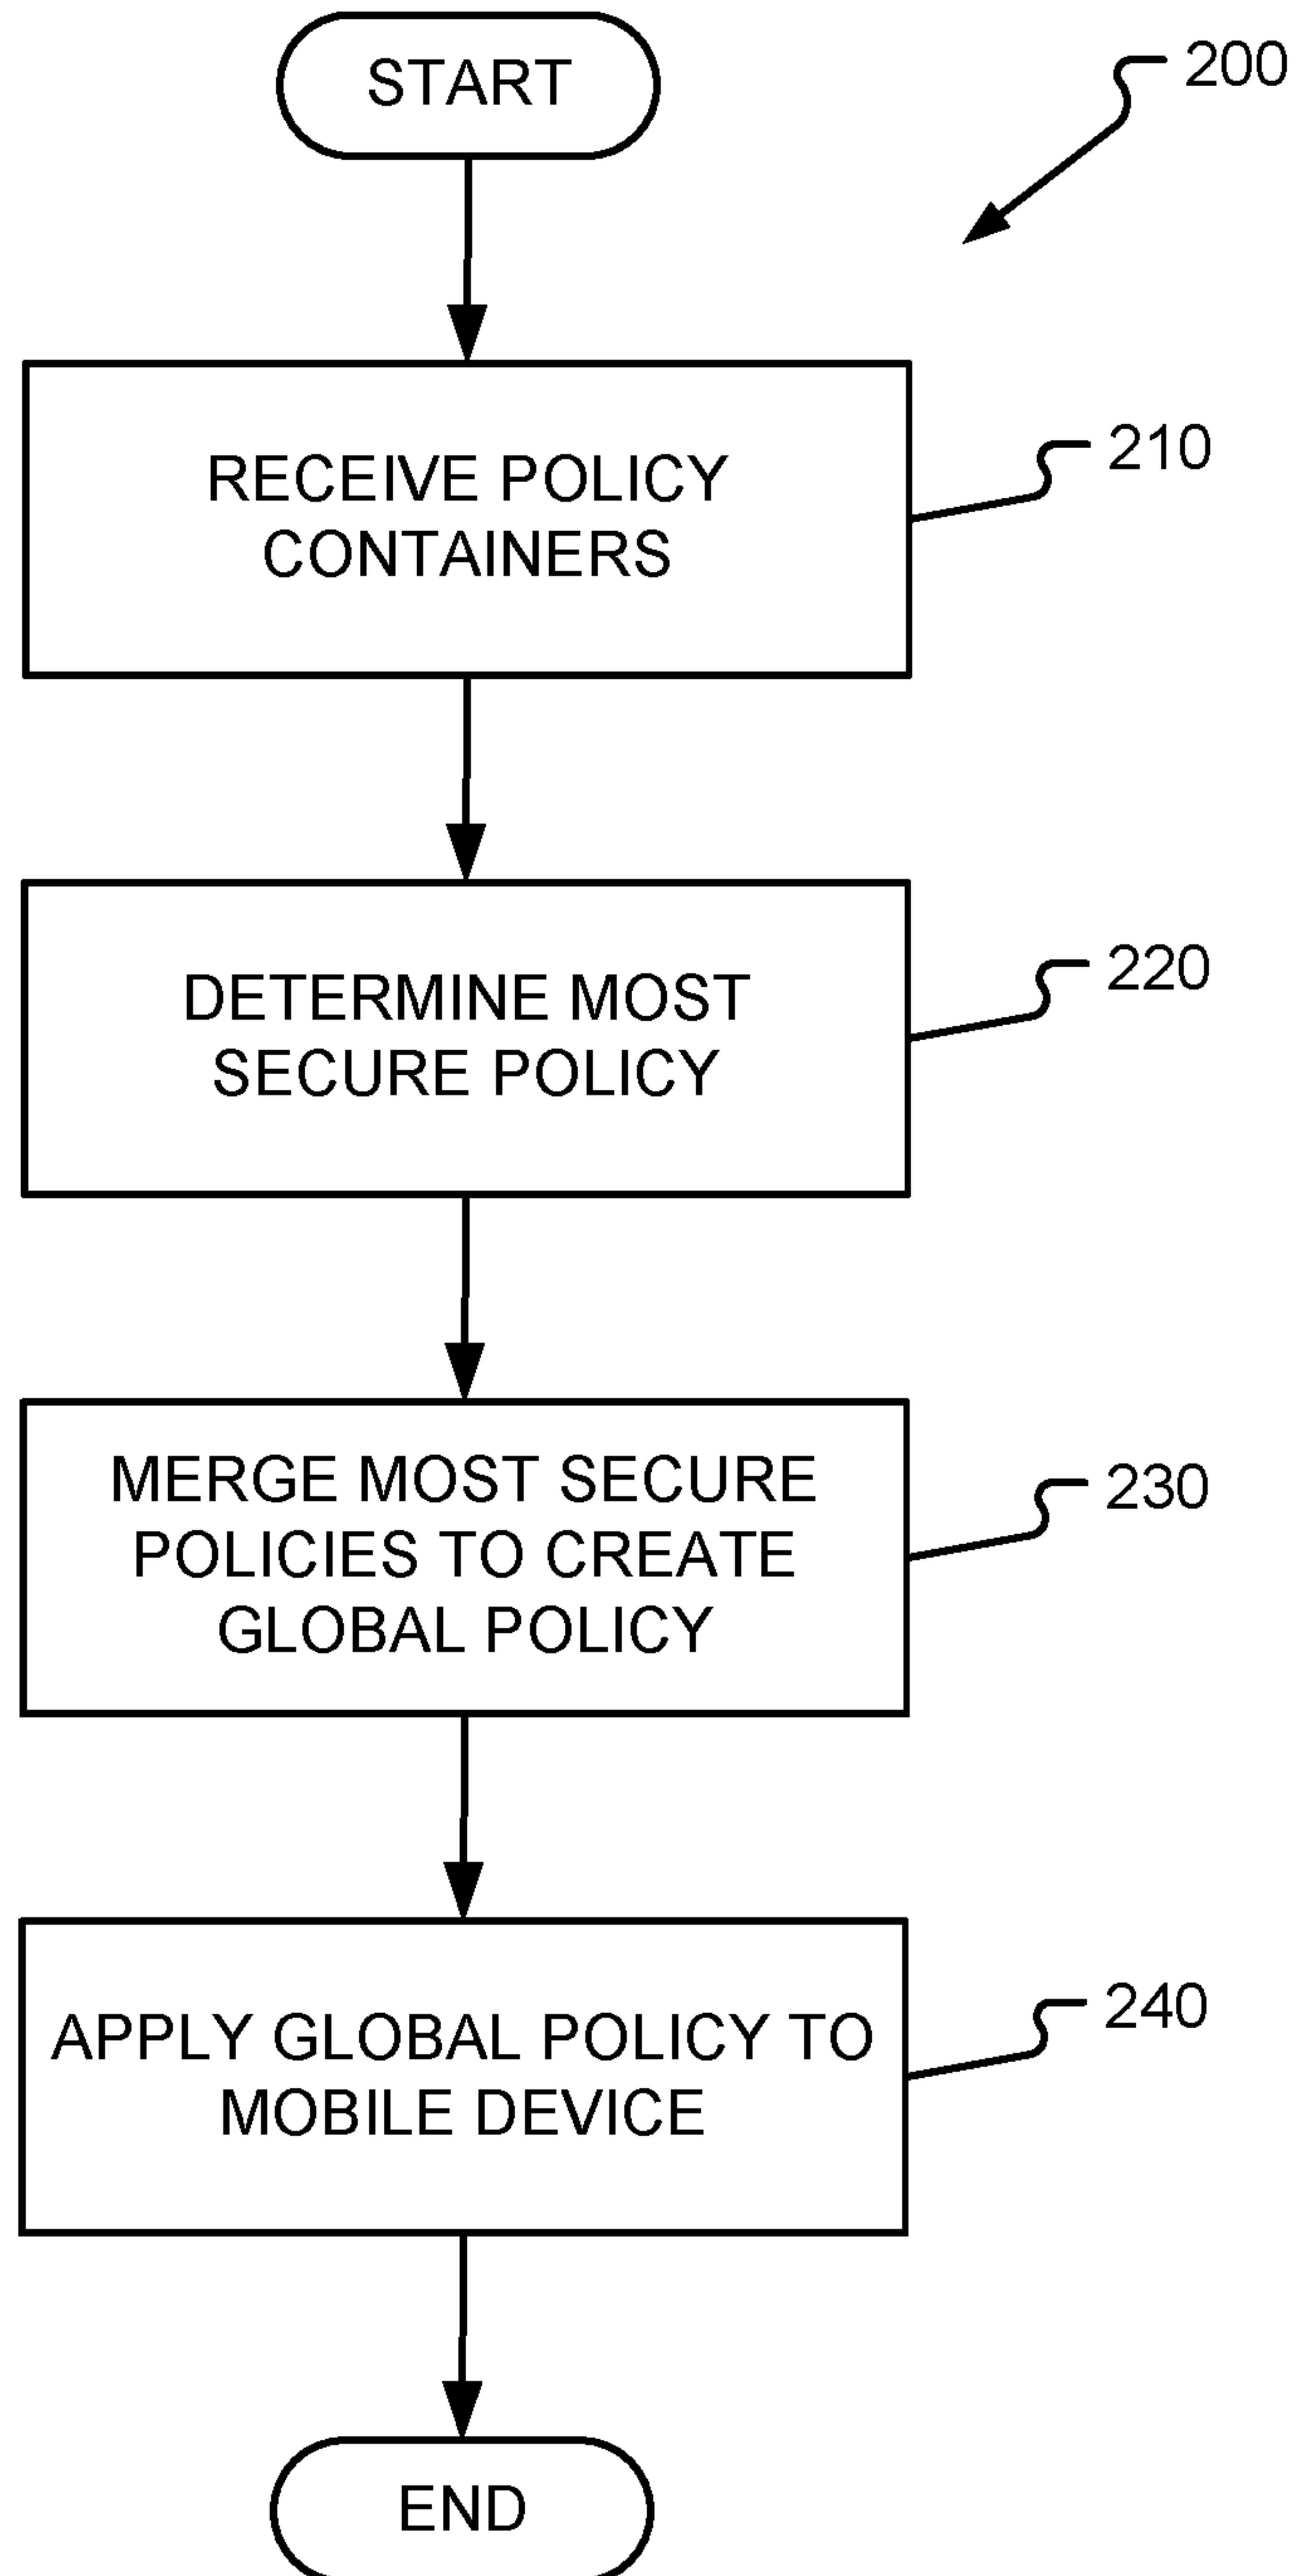 START
200
RECEIVE POLICY
CONTAINERS
210
DETERMINE MOST
SECURE POLICY
220
MERGE MOST SECURE
POLICIES TO CREATE
GLOBAL POLICY
230
APPLY GLOBAL POLICY TO
MOBILE DEVICE
240
END